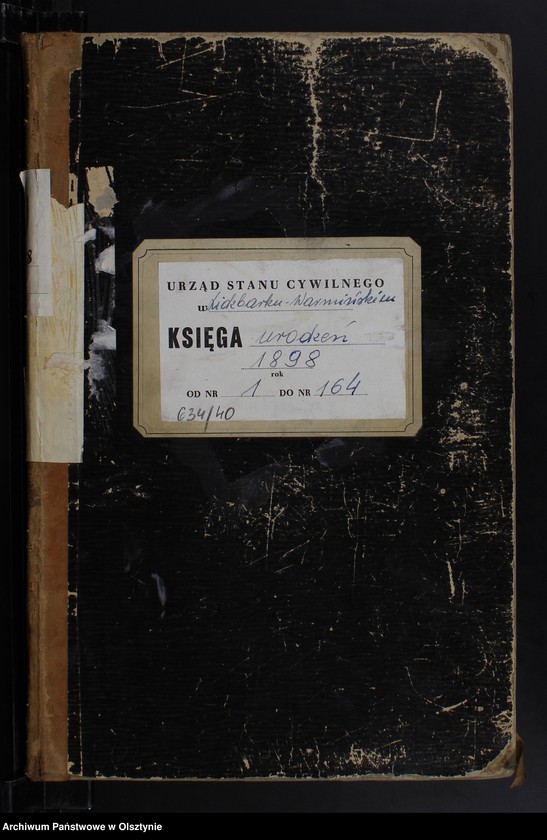 URZĄD STANU CYWILNEGO
w Lidzbarku-Warmińskim
KSIĘGA urodzeń
1898
rok
OD NR 1 DO NR 164
634/40
8
Archiwum Państwowe w Olsztynie